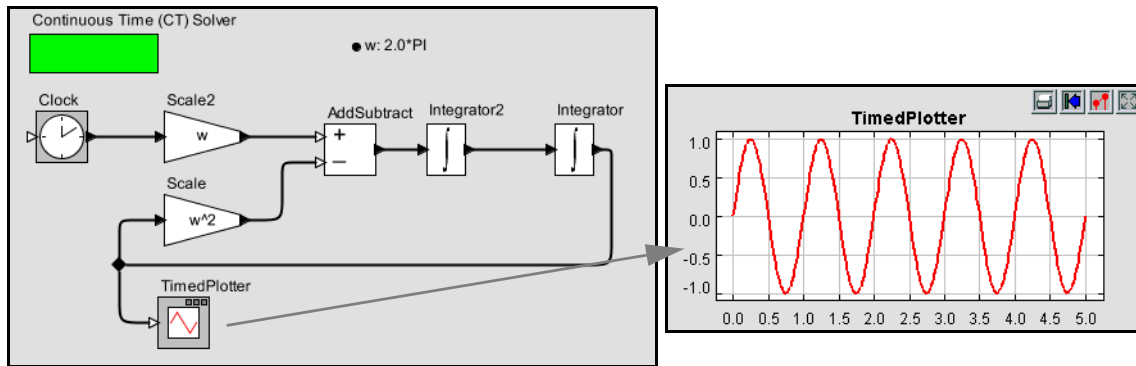 Continuous Time (CT) Solver
w: 2.0*PI
Clock
Scale2
w
AddSubtract
+
−
Integrator2
∫
Integrator
∫
Scale
w^2
TimedPlotter
TimedPlotter
1.0
0.5
0.0
-0.5
-1.0
0.0 0.5 1.0 1.5 2.0 2.5 3.0 3.5 4.0 4.5 5.0